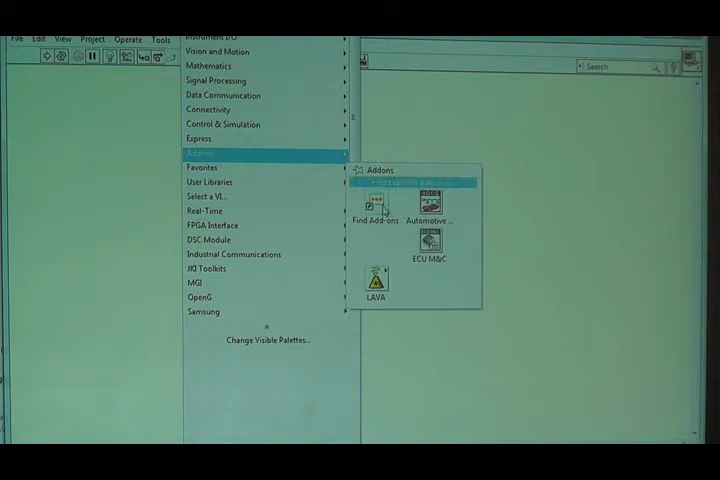 File Edit View Project Operate Tools
Instrument I/O
Vision and Motion
Mathematics
Signal Processing
Data Communication
Connectivity
Control & Simulation
Express
Addons
Favorites
User Libraries
Select a VI...
Real-Time
FPGA Interface
DSC Module
Industrial Communications
JKI Toolkits
MGI
OpenG
Samsung
Change Visible Palettes...
Search
Addons
Find Add-ons
Automotive ...
ECU M&C
LAVA